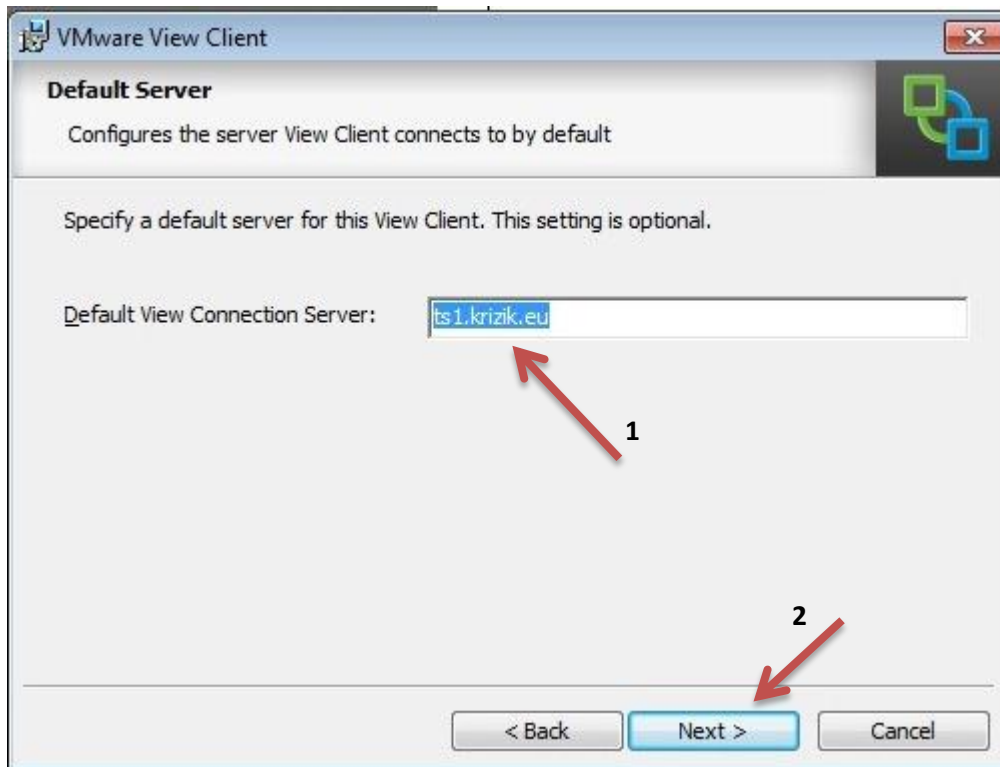 VMware View Client
Default Server
Configures the server View Client connects to by default
Specify a default server for this View Client. This setting is optional.
Default View Connection Server: ts1.krizik.eu
1
2
< Back Next > Cancel